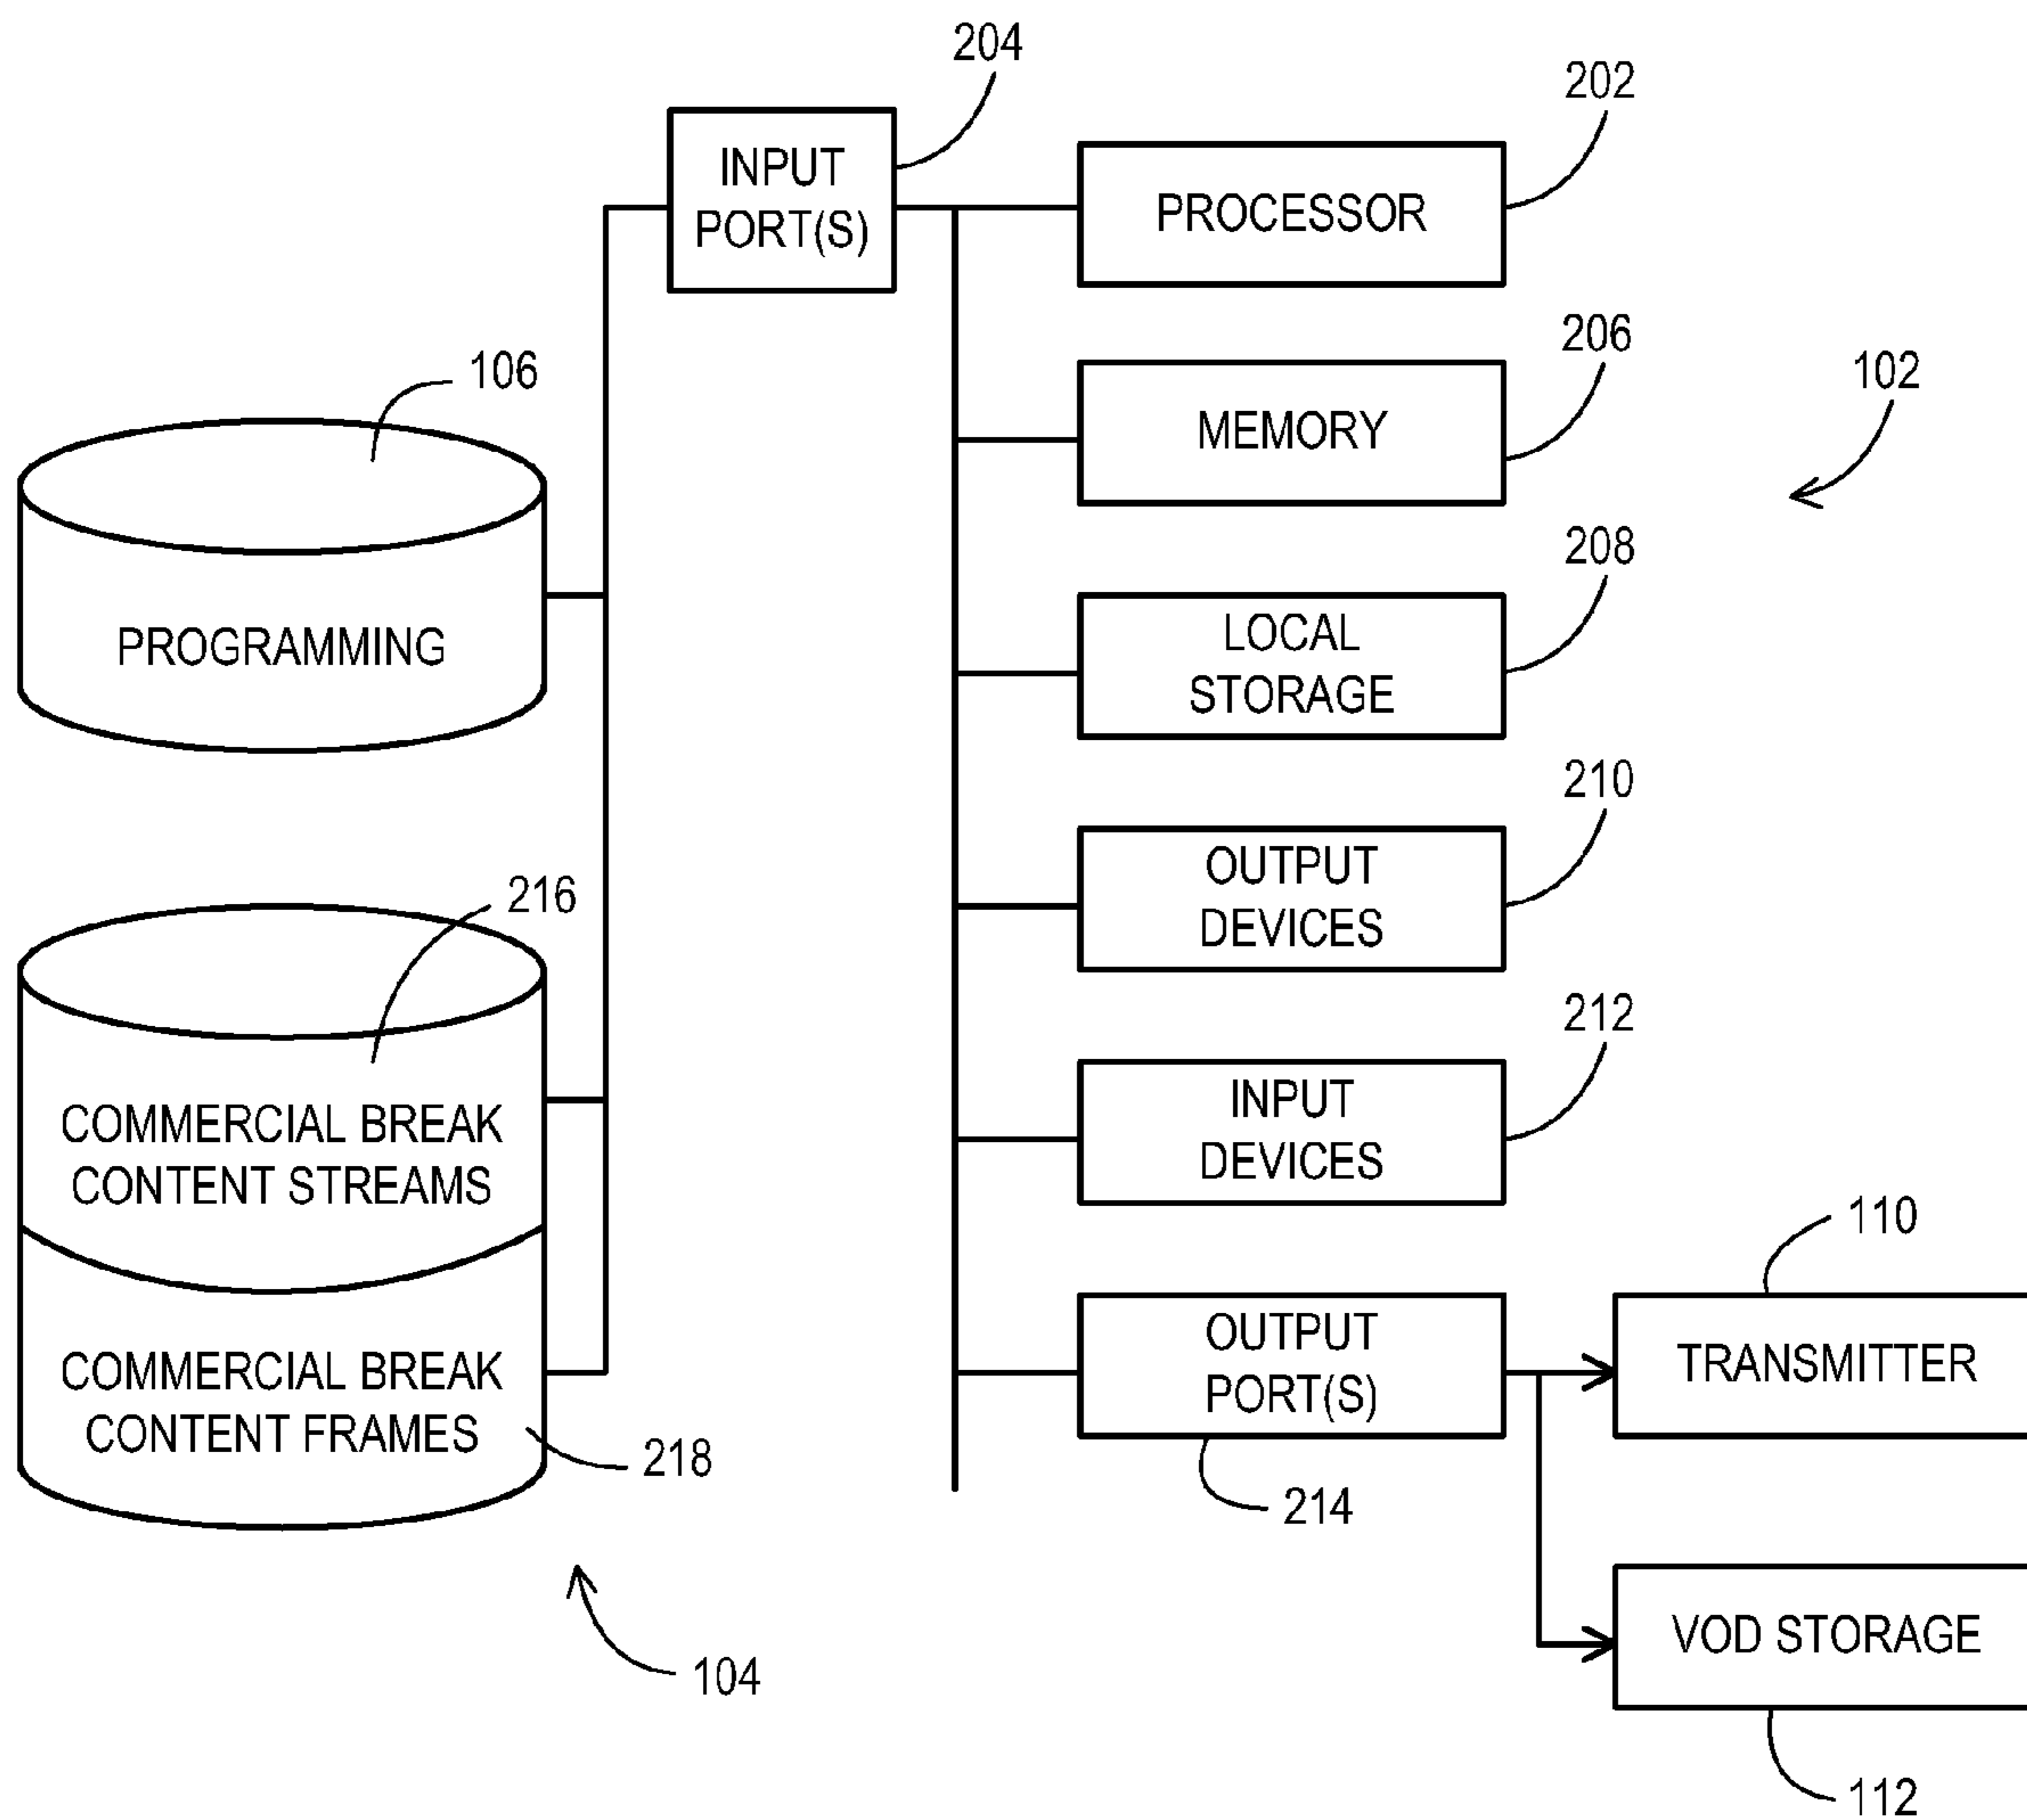 204
202
INPUT
PORT(S)
PROCESSOR
206
102
106
MEMORY
208
LOCAL
STORAGE
PROGRAMMING
210
OUTPUT
DEVICES
216
212
INPUT
DEVICES
COMMERCIAL BREAK
CONTENT STREAMS
110
OUTPUT
PORT(S)
TRANSMITTER
COMMERCIAL BREAK
CONTENT FRAMES
218
214
VOD STORAGE
104
112